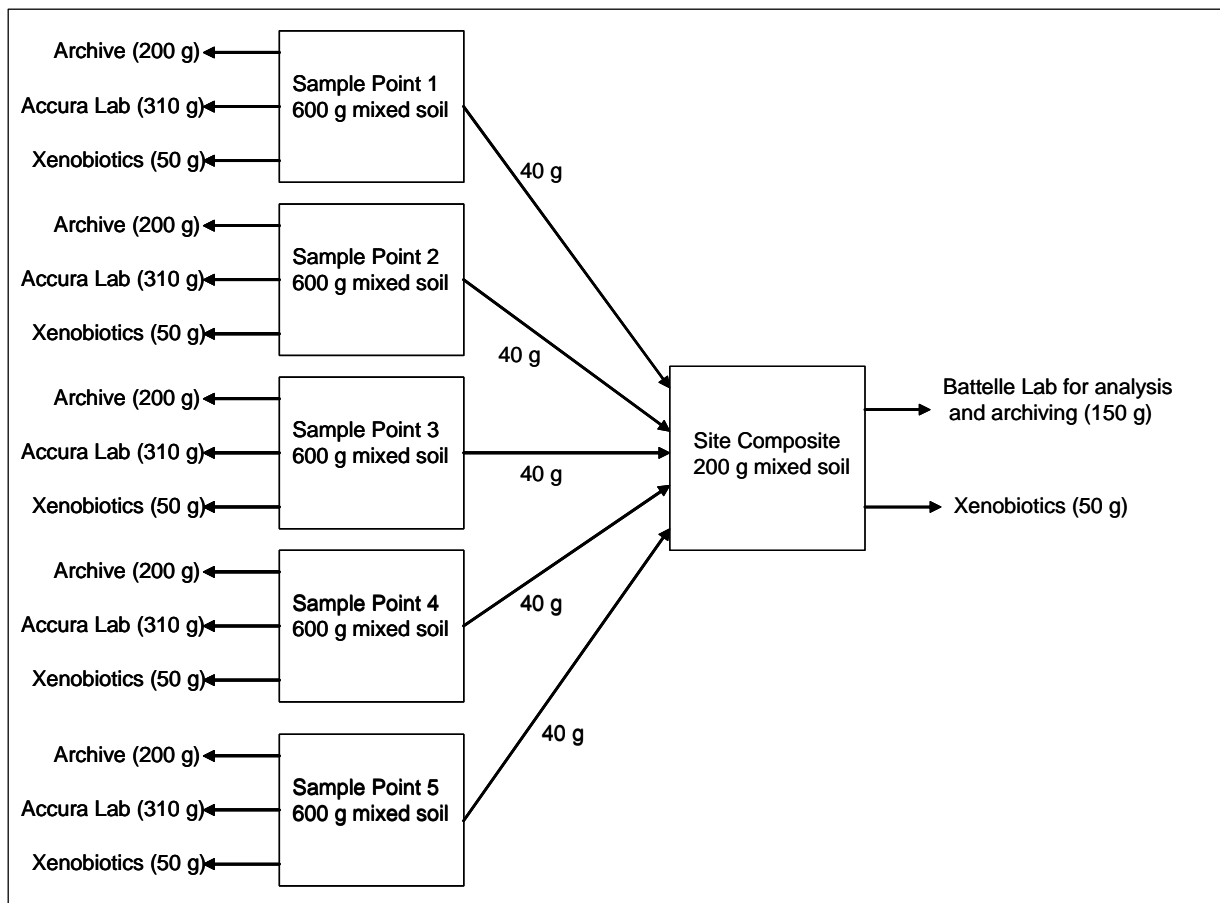 Archive (200 g)
Accura Lab (310 g)
Xenobiotics (50 g)
Sample Point 1
600 g mixed soil
40 g
Archive (200 g)
Accura Lab (310 g)
Xenobiotics (50 g)
Sample Point 2
600 g mixed soil
40 g
Archive (200 g)
Accura Lab (310 g)
Xenobiotics (50 g)
Sample Point 3
600 g mixed soil
40 g
Archive (200 g)
Accura Lab (310 g)
Xenobiotics (50 g)
Sample Point 4
600 g mixed soil
40 g
Archive (200 g)
Accura Lab (310 g)
Xenobiotics (50 g)
Sample Point 5
600 g mixed soil
40 g
Site Composite
200 g mixed soil
Battelle Lab for analysis
and archiving (150 g)
Xenobiotics (50 g)